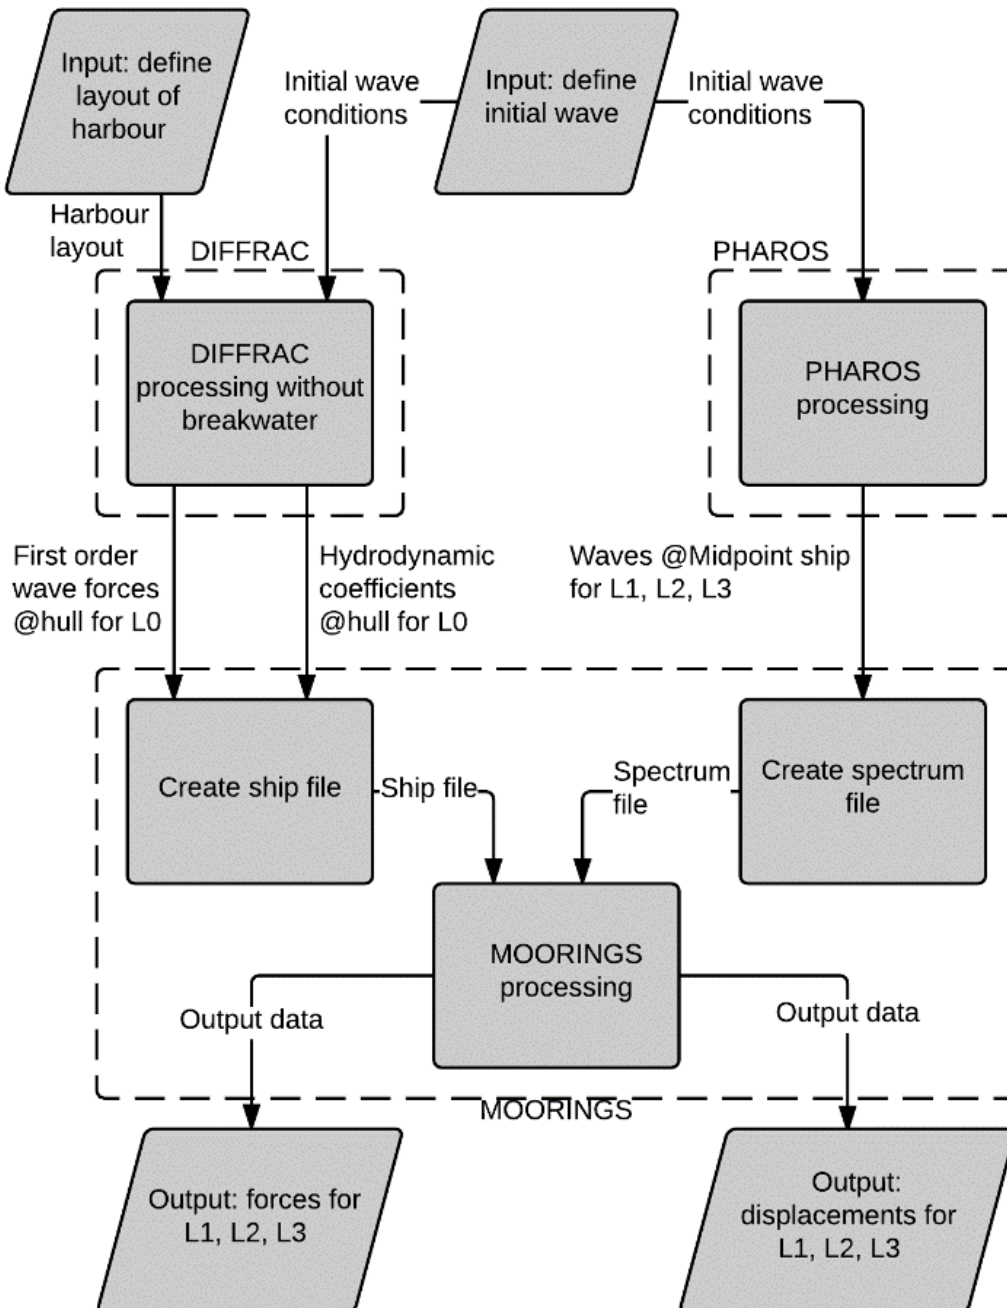 Input: define
layout of
harbour
Initial wave
conditions
Input: define
initial wave
Initial wave
conditions
Harbour
layout
DIFFRAC
PHAROS
DIFFRAC
processing without
breakwater
PHAROS
processing
First order
wave forces
@hull for L0
Hydrodynamic
coefficients
@hull for L0
Waves @Midpoint ship
for L1, L2, L3
Create ship file
Ship file
Spectrum
file
Create spectrum
file
MOORINGS
processing
Output data
Output data
MOORINGS
Output: forces for
L1, L2, L3
Output:
displacements for
L1, L2, L3